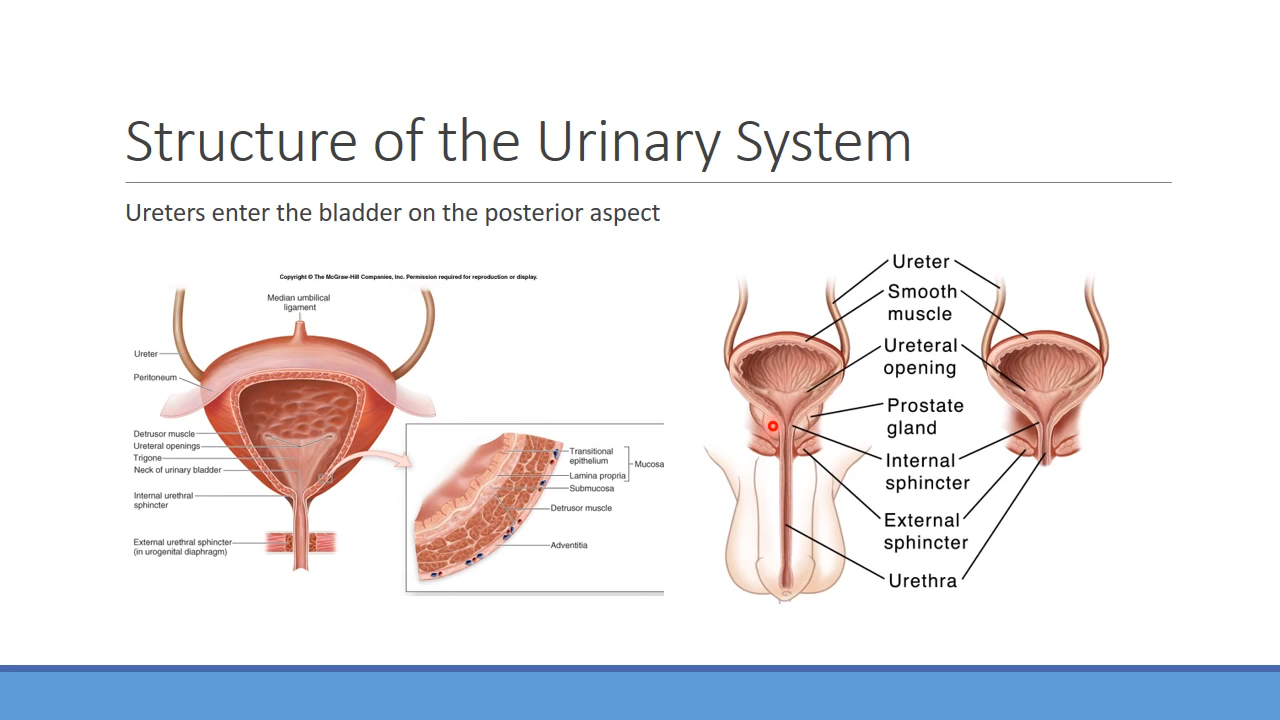 Structure of the Urinary System
Ureters enter the bladder on the posterior aspect
Copyright © The McGraw-Hill Companies, Inc. Permission required for reproduction or display.
Median umbilical
ligament
Ureter
Peritoneum
Detrusor muscle
Ureteral openings
Trigone
Neck of urinary bladder
Internal urethral
sphincter
External urethral sphincter
(in urogenital diaphragm)
Transitional
epithelium
Mucosa
Lamina propria
Submucosa
Detrusor muscle
Adventitia
Ureter
Smooth
muscle
Ureteral
opening
Prostate
gland
Internal
sphincter
External
sphincter
Urethra